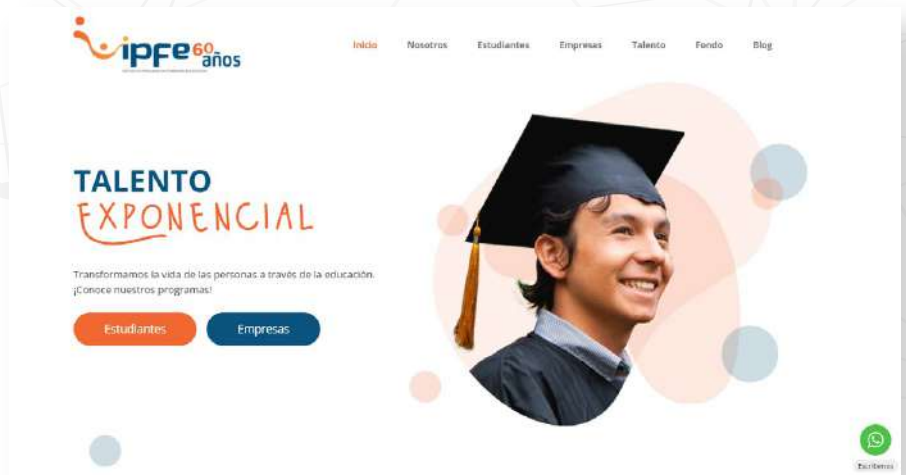 ipfe 60 años
Inicio Nosotros Estudiantes Empresas Talento Fondo Blog
TALENTO
EXPONENCIAL
Transformamos la vida de las personas a través de la educación.
¡Conoce nuestros programas!
Estudiantes Empresas
Escríbenos